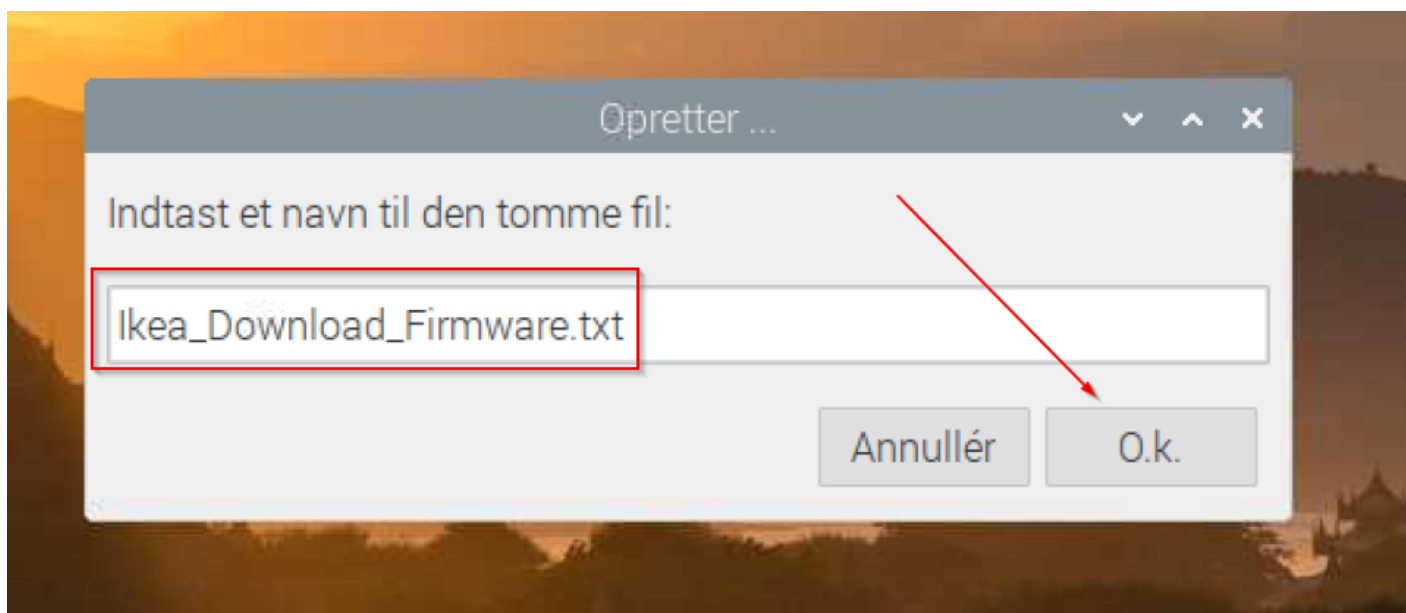 Opretter ...
Indtast et navn til den tomme fil:
Ikea_Download_Firmware.txt
Annullér
O.k.